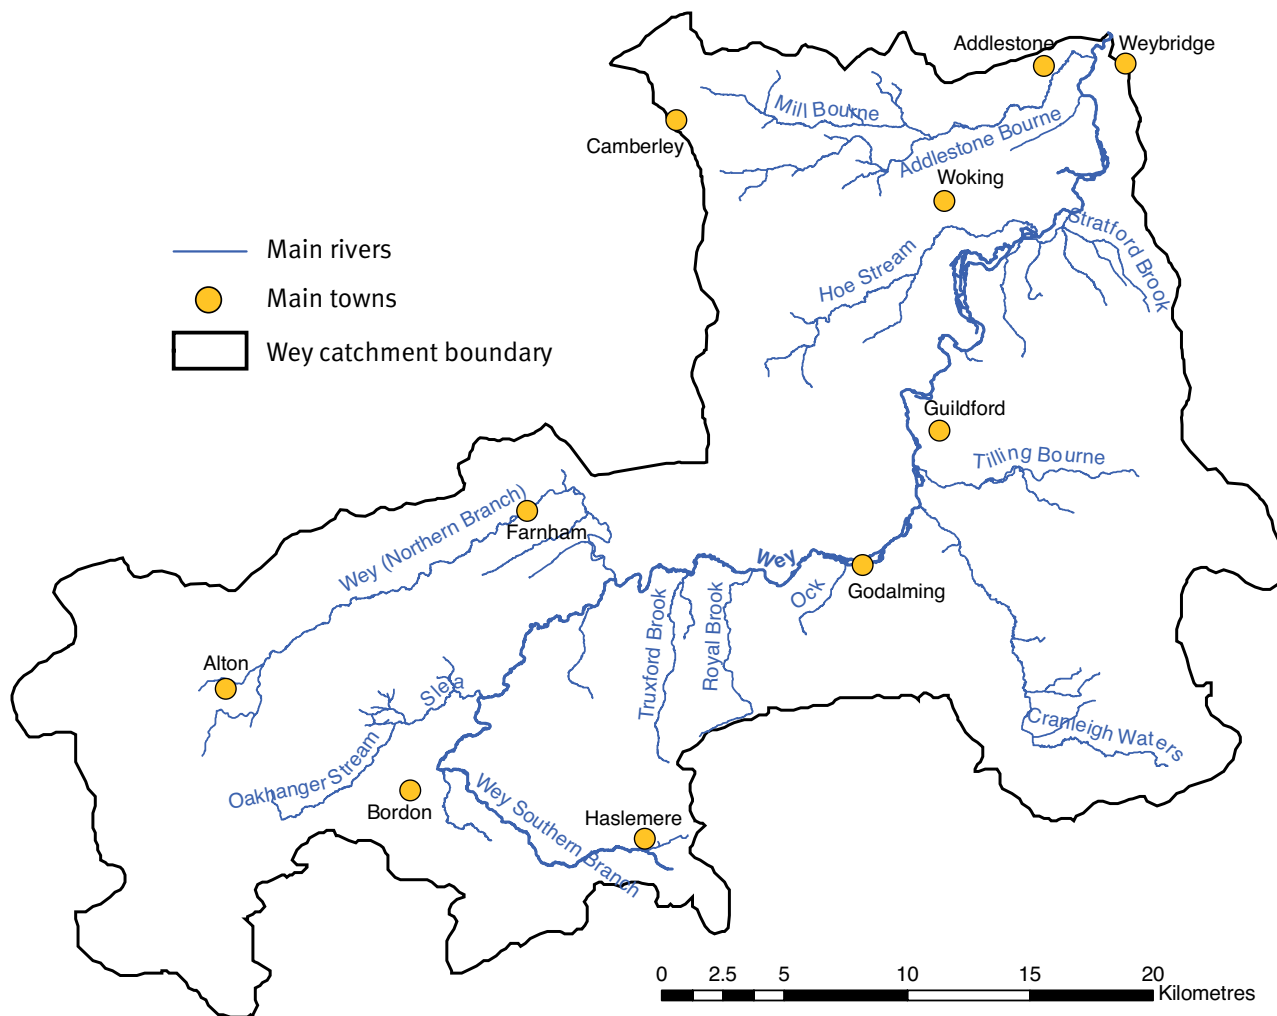 Addlestone
Weybridge
Mill Bourne
Camberley
Addlestone Bourne
Woking
Stratford Brook
Main rivers
Hoe Stream
Main towns
Wey catchment boundary
Guildford
Tilling Bourne
Wey (Northern Branch)
Farnham
Wey
Ock
Godalming
Truxford Brook
Royal Brook
Alton
Slea
Cranleigh Waters
Oakhanger Stream
Bordon
Wey Southern Branch
Haslemere
0 2.5 5 10 15 20
Kilometres